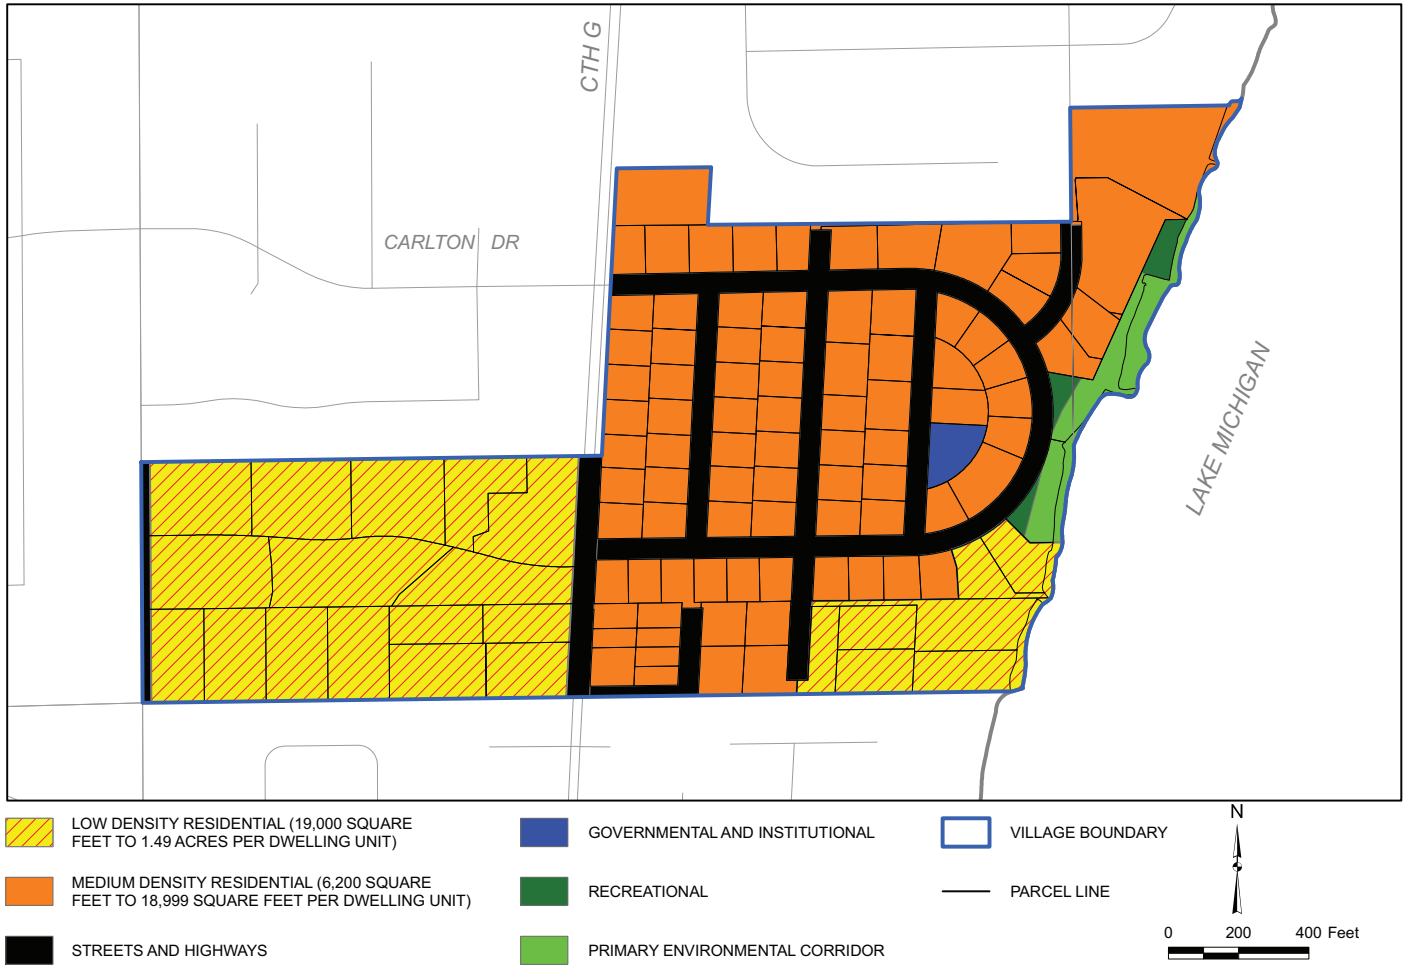 CTH G
CARLTON DR
LAKE MICHIGAN
LOW DENSITY RESIDENTIAL (19,000 SQUARE
FEET TO 1.49 ACRES PER DWELLING UNIT)
MEDIUM DENSITY RESIDENTIAL (6,200 SQUARE
FEET TO 18,999 SQUARE FEET PER DWELLING UNIT)
STREETS AND HIGHWAYS
GOVERNMENTAL AND INSTITUTIONAL
RECREATIONAL
PRIMARY ENVIRONMENTAL CORRIDOR
VILLAGE BOUNDARY
PARCEL LINE
N
0 200 400 Feet